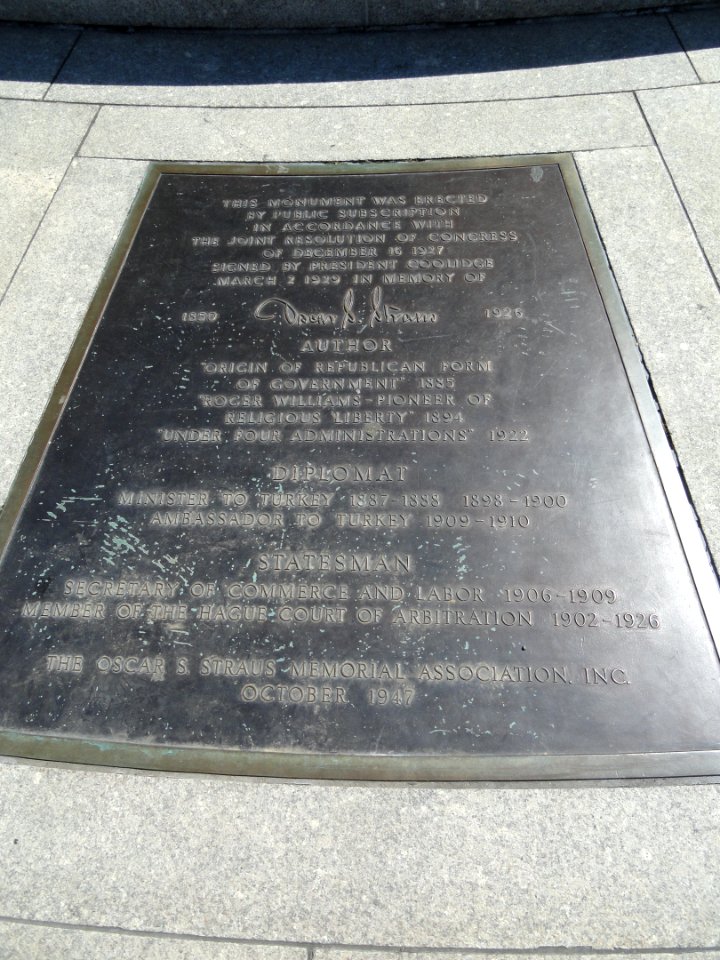 THIS MONUMENT WAS ERECTED
BY PUBLIC SUBSCRIPTION
IN ACCORDANCE WITH
THE JOINT RESOLUTION OF CONGRESS
OF DECEMBER 16 1927
SIGNED BY PRESIDENT COOLIDGE
MARCH 2 1929 IN MEMORY OF
1850 Oscar S. Straus 1926
AUTHOR
"ORIGIN OF REPUBLICAN FORM
OF GOVERNMENT" 1885
"ROGER WILLIAMS-PIONEER OF
RELIGIOUS LIBERTY" 1894
"UNDER FOUR ADMINISTRATIONS" 1922
DIPLOMAT
MINISTER TO TURKEY 1887-1888 1898-1900
AMBASSADOR TO TURKEY 1909-1910
STATESMAN
SECRETARY OF COMMERCE AND LABOR 1906-1909
MEMBER OF THE HAGUE COURT OF ARBITRATION 1902-1926
THE OSCAR S. STRAUS MEMORIAL ASSOCIATION, INC.
OCTOBER, 1947